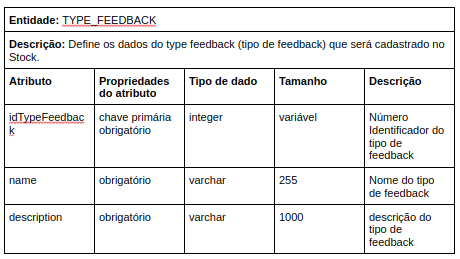 Entidade: TYPE_FEEDBACK
Descrição: Define os dados do type feedback (tipo de feedback) que será cadastrado no
Stock.
Atributo
Propriedades
do atributo
Tipo de dado
Tamanho
Descrição
idTypeFeedbac
k
chave primária
obrigatório
integer
variável
Número
Identificador do
tipo de
feedback
name
obrigatório
varchar
255
Nome do tipo
de feedback
description
obrigatório
varchar
1000
descrição do
tipo de
feedback